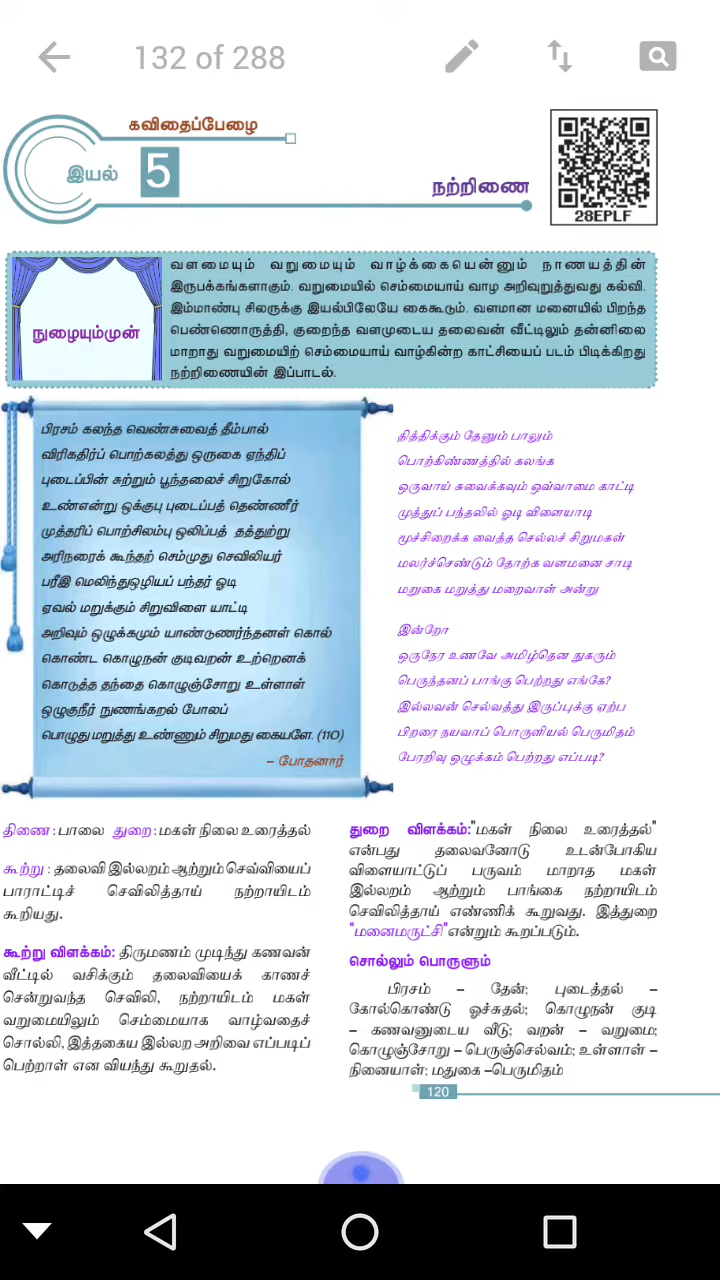 132 of 288
கவிதைப்பேழை
இயல் 5
நற்றிணை
28EPLF
நுழையும்முன்
வளமையும் வறுமையும் வாழ்க்கையென்னும் நாணயத்தின்
இருபக்கங்களாகும். வறுமையில் செம்மையாய் வாழ அறிவுறுத்துவது கல்வி.
இம்மாண்பு சிலருக்கு இயல்பிலேயே கைகூடும். வளமான மனையில் பிறந்த
பெண்ணொருத்தி, குறைந்த வளமுடைய தலைவன் வீட்டிலும் தன்னிலை
மாறாது வறுமையிற் செம்மையாய் வாழ்கின்ற காட்சியைப் படம் பிடிக்கிறது
நற்றிணையின் இப்பாடல்.
பிரசம் கலந்த வெண்சுவைத் தீம்பால்
விரிகதிர்ப் பொற்கலத்து ஒருகை ஏந்திப்
புடைப்பின் சுற்றும் பூந்தலைச் சிறுகோல்
உண்என்று ஒக்குபு புடைப்பத் தெண்ணீர்
முத்தரிப் பொற்சிலம்பு ஒலிப்பத் தத்துற்று
அரிநரைக் கூந்தற் செம்முது செவிலியர்
பரீஇ மெலிந்துஒழியப் பந்தர் ஓடி
ஏவல் மறுக்கும் சிறுவிளை யாட்டி
அறிவும் ஒழுக்கமும் யாண்டுணர்ந்தனள் கொல்
கொண்ட கொழுநன் குடிவறன் உற்றெனக்
கொடுத்த தந்தை கொழுஞ்சோறு உள்ளாள்
ஒழுகுநீர் நுணங்கறல் போலப்
பொழுது மறுத்து உண்ணும் சிறுமது கையளே. (110)
– போதனார்
தித்திக்கும் தேனும் பாலும்
பொற்கிண்ணத்தில் கலங்க
ஒருவாய் சுவைக்கவும் ஒவ்வாமை காட்டி
முத்துப் பந்தலில் ஓடி விளையாடி
மூச்சிறைக்க வைத்த செல்லச் சிறுமகள்
மலர்ச்செண்டும் தோற்க வளமனை சாடி
மறுகை மறுத்து மறைவாள் அன்று
இன்றோ
ஒருநேர உணவே அமிழ்தென நுகரும்
பெருந்தனப் பாங்கு பெற்றது எங்கே?
இல்லவன் செல்வத்து இருப்புக்கு ஏற்ப
பிறரை நயவாப் பொருளியல் பெருமிதம்
பேரறிவு ஒழுக்கம் பெற்றது எப்படி?
திணை : பாலை துறை : மகள் நிலை உரைத்தல்
கூற்று : தலைவி இல்லறம் ஆற்றும் செவ்வியைப்
பாராட்டிச் செவிலித்தாய் நற்றாயிடம்
கூறியது.
கூற்று விளக்கம்: திருமணம் முடிந்து கணவன்
வீட்டில் வசிக்கும் தலைவியைக் காணச்
சென்றுவந்த செவிலி, நற்றாயிடம் மகள்
வறுமையிலும் செம்மையாக வாழ்வதைச்
சொல்லி, இத்தகைய இல்லற அறிவை எப்படிப்
பெற்றாள் என வியந்து கூறுதல்.
துறை விளக்கம்:"மகள் நிலை உரைத்தல்"
என்பது தலைவனோடு உடன்போகிய
விளையாட்டுப் பருவம் மாறாத மகள்
இல்லறம் ஆற்றும் பாங்கை நற்றாயிடம்
செவிலித்தாய் எண்ணிக் கூறுவது. இத்துறை
"மனைமருட்சி"என்றும் கூறப்படும்.
சொல்லும் பொருளும்
பிரசம் – தேன்; புடைத்தல் –
கோல்கொண்டு ஓச்சுதல்; கொழுநன் குடி
– கணவனுடைய வீடு; வறன் – வறுமை;
கொழுஞ்சோறு – பெருஞ்செல்வம்; உள்ளாள் –
நினையாள்; மதுகை –பெருமிதம்
120